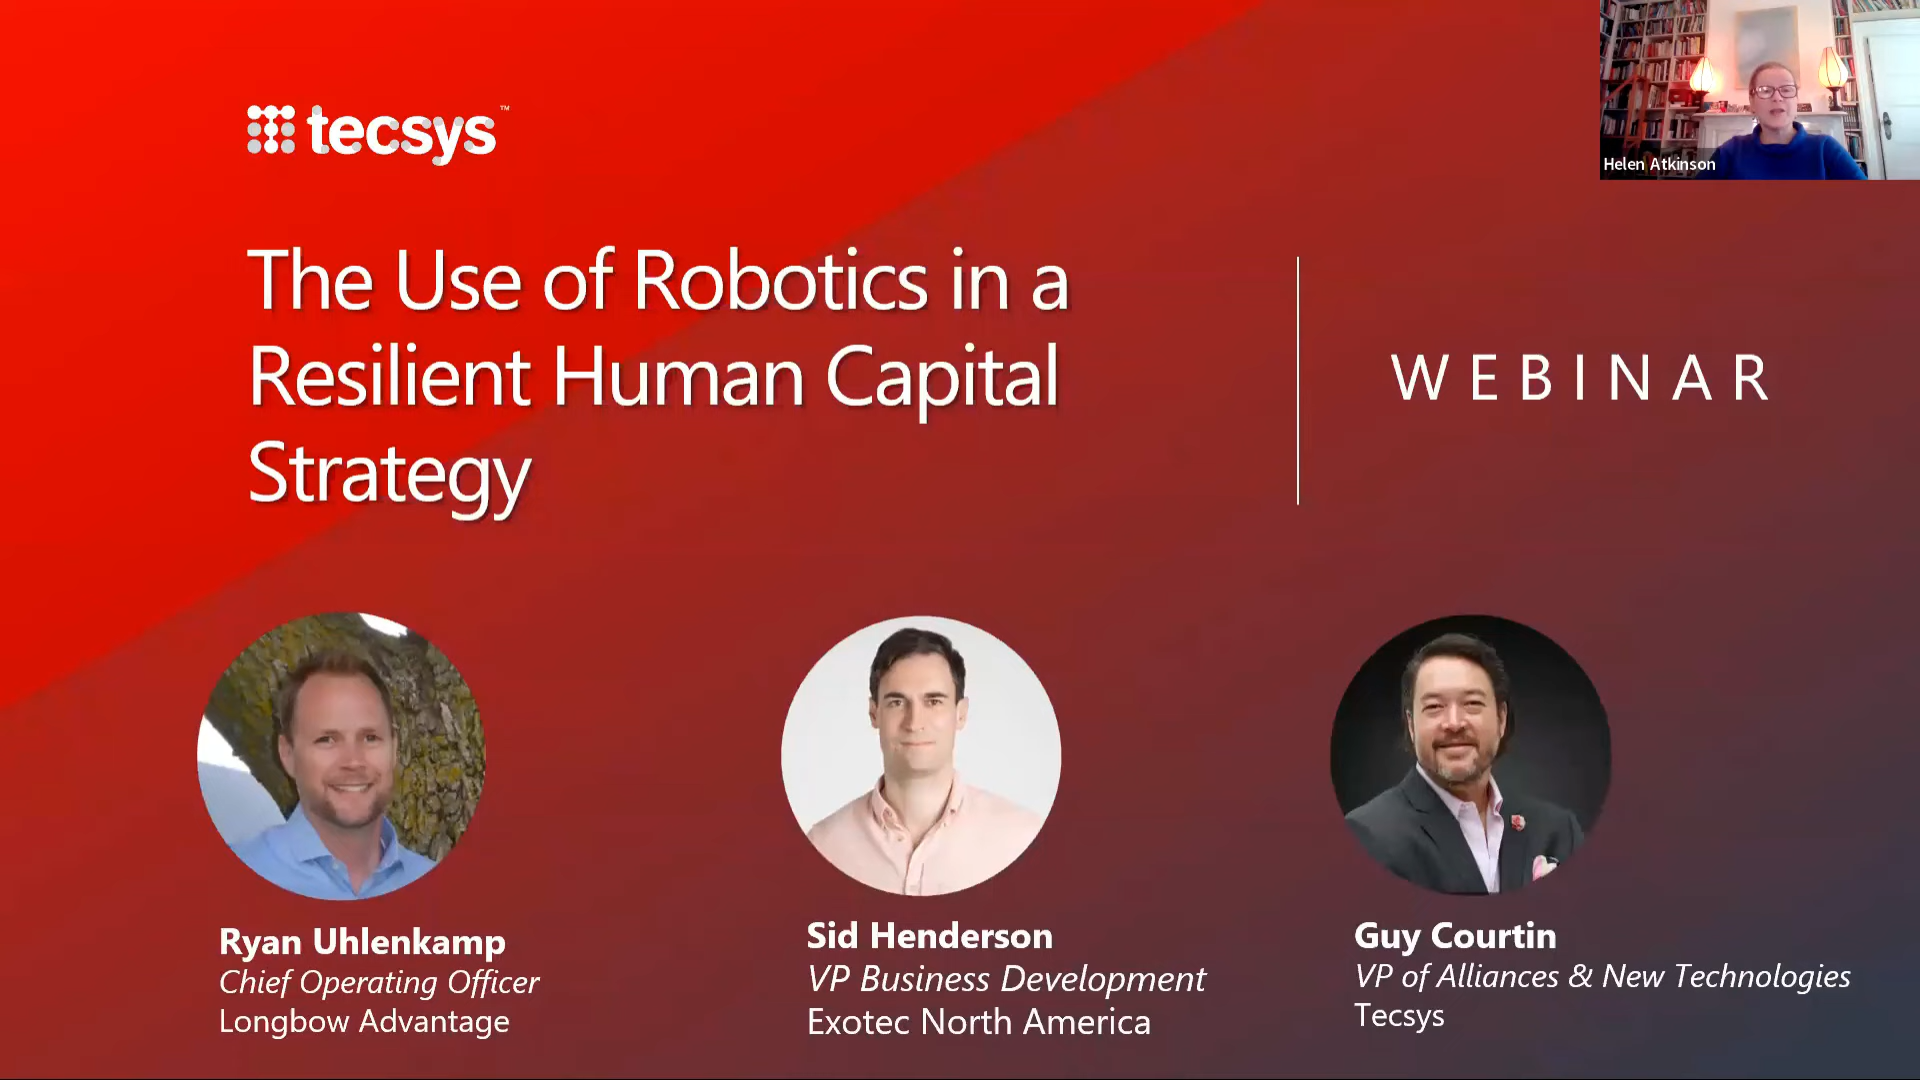 tecsys™
Helen Atkinson
The Use of Robotics in a
Resilient Human Capital
Strategy
WEBINAR
Ryan Uhlenkamp
Chief Operating Officer
Longbow Advantage
Sid Henderson
VP Business Development
Exotec North America
Guy Courtin
VP of Alliances & New Technologies
Tecsys